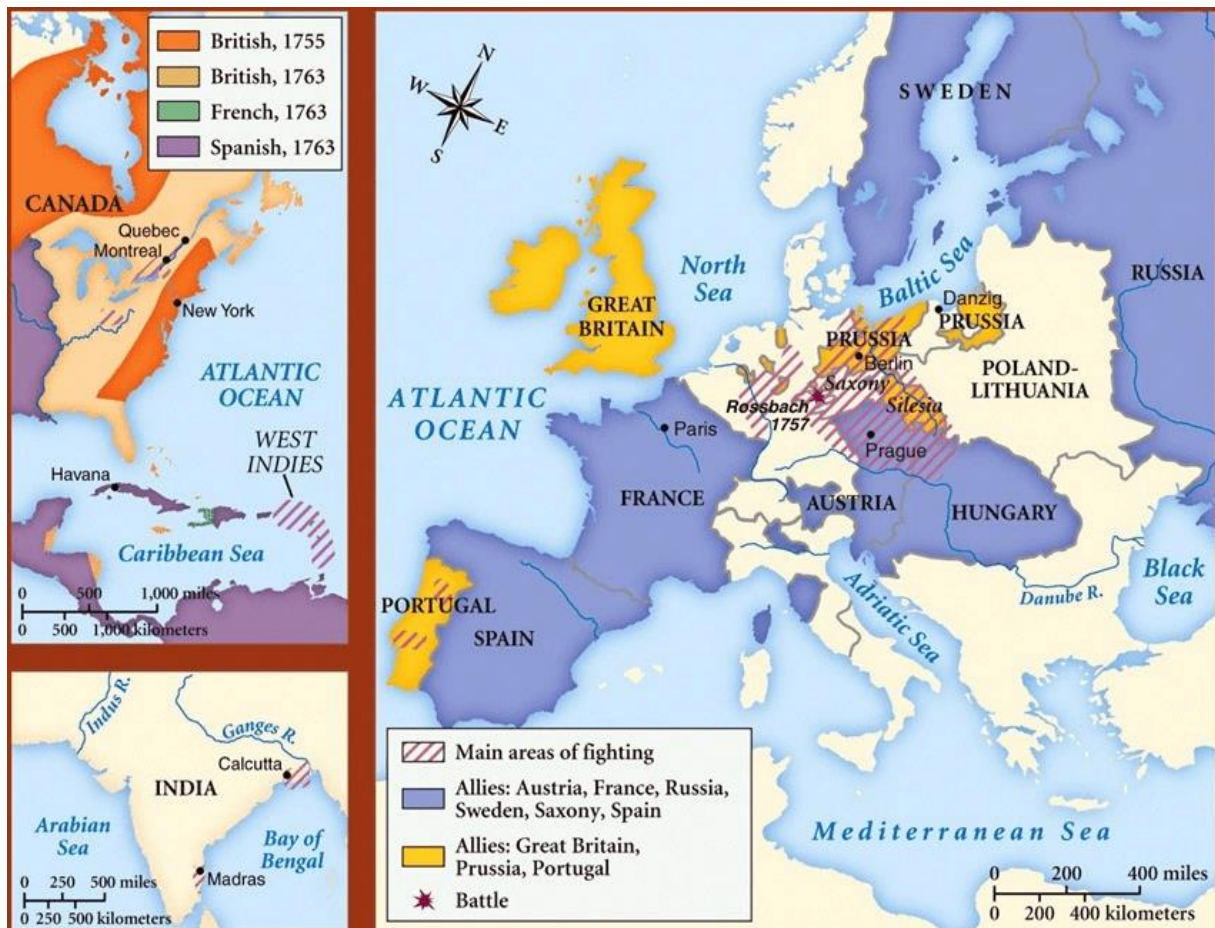 British, 1755
British, 1763
French, 1763
Spanish, 1763
CANADA
Quebec
Montreal
New York
ATLANTIC
OCEAN
WEST
INDIES
Havana
Caribbean Sea
0 500 1,000 miles
0 500 1,000 kilometers
Indus R.
Ganges R.
Calcutta
INDIA
Arabian
Sea
Bay of
Bengal
Madras
0 250 500 miles
0 250 500 kilometers
N
W
E
S
SWEDEN
RUSSIA
North
Sea
Baltic Sea
GREAT
BRITAIN
Danzig
PRUSSIA
PRUSSIA
Berlin
POLAND-
LITHUANIA
Saxony
Silesia
Rossbach
1757
ATLANTIC
OCEAN
Paris
Prague
FRANCE
AUSTRIA
HUNGARY
Black
Sea
Danube R.
Adriatic Sea
PORTUGAL
SPAIN
Main areas of fighting
Allies: Austria, France, Russia,
Sweden, Saxony, Spain
Allies: Great Britain,
Prussia, Portugal
Battle
Mediterranean Sea
0 200 400 miles
0 200 400 kilometers